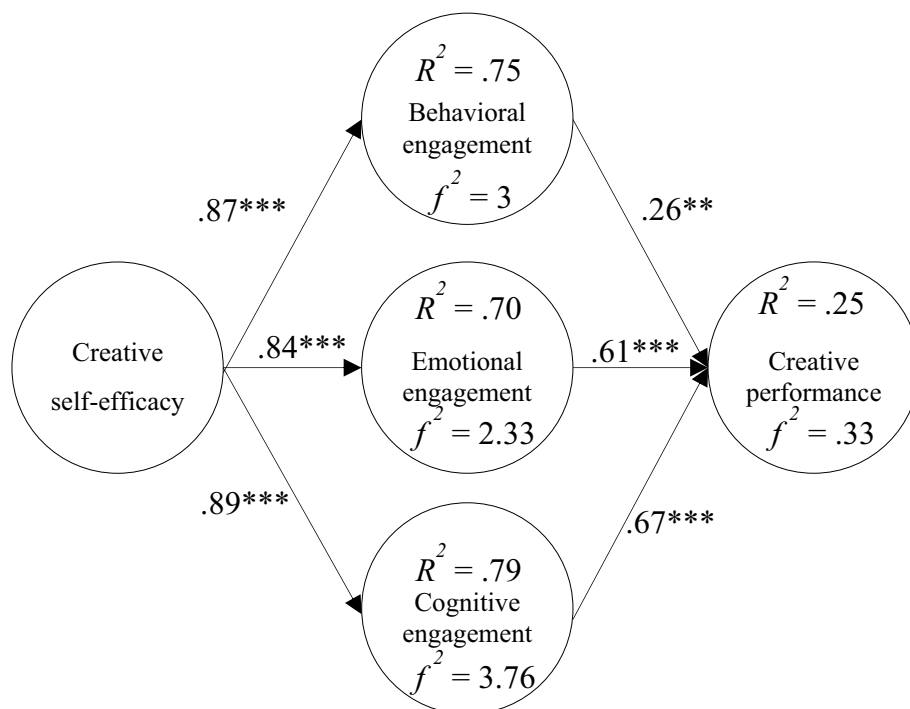 R² = .75
Behavioral
engagement
f² = 3
.87***
.26**
Creative
self-efficacy
.84***
R² = .70
Emotional
engagement
f² = 2.33
.61***
R² = .25
Creative
performance
f² = .33
.89***
.67***
R² = .79
Cognitive
engagement
f² = 3.76